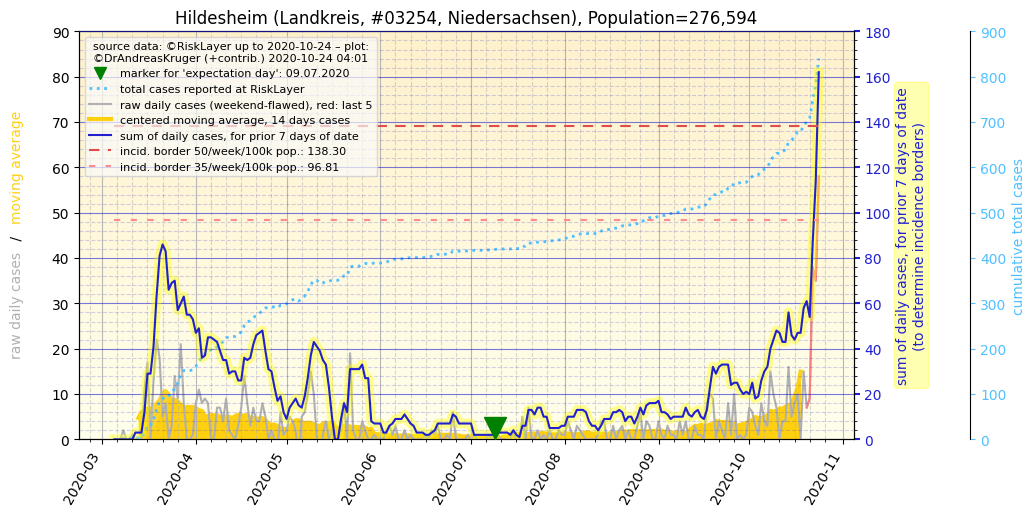 Hildesheim (Landkreis, #03254, Niedersachsen), Population=276,594
source data: ©RiskLayer up to 2020-10-24 – plot:
©DrAndreasKruger (+contrib.) 2020-10-24 04:01
marker for 'expectation day': 09.07.2020
total cases reported at RiskLayer
raw daily cases (weekend-flawed), red: last 5
centered moving average, 14 days cases
sum of daily cases, for prior 7 days of date
incid. border 50/week/100k pop.: 138.30
incid. border 35/week/100k pop.: 96.81
raw daily cases / moving average
90
80
70
60
50
40
30
20
10
0
2020-03
2020-04
2020-05
2020-06
2020-07
2020-08
2020-09
2020-10
2020-11
180
160
140
120
100
80
60
40
20
0
sum of daily cases, for prior 7 days of date
(to determine incidence borders)
900
800
700
600
500
400
300
200
100
0
cumulative total cases